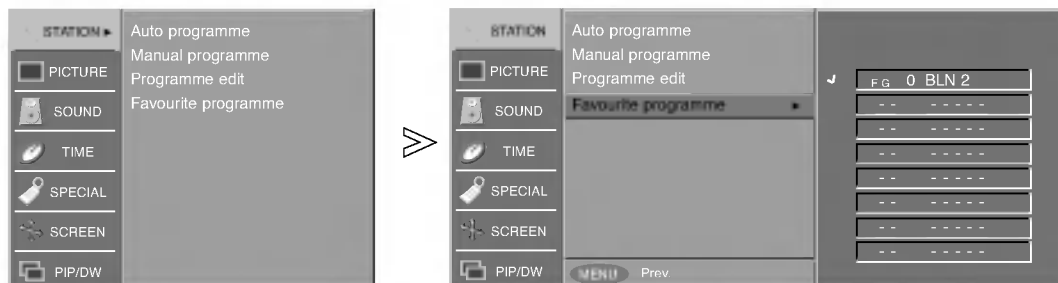 STATION
Auto programme
Manual programme
Programme edit
Favourite programme
PICTURE
SOUND
TIME
SPECIAL
SCREEN
PIP/DW
STATION
Auto programme
Manual programme
Programme edit
Favourite programme
PICTURE
SOUND
TIME
SPECIAL
SCREEN
PIP/DW
MENU Prev.
F G 0 BLN 2
- - - - - - -
- - - - - - -
- - - - - - -
- - - - - - -
- - - - - - -
- - - - - - -
- - - - - - -